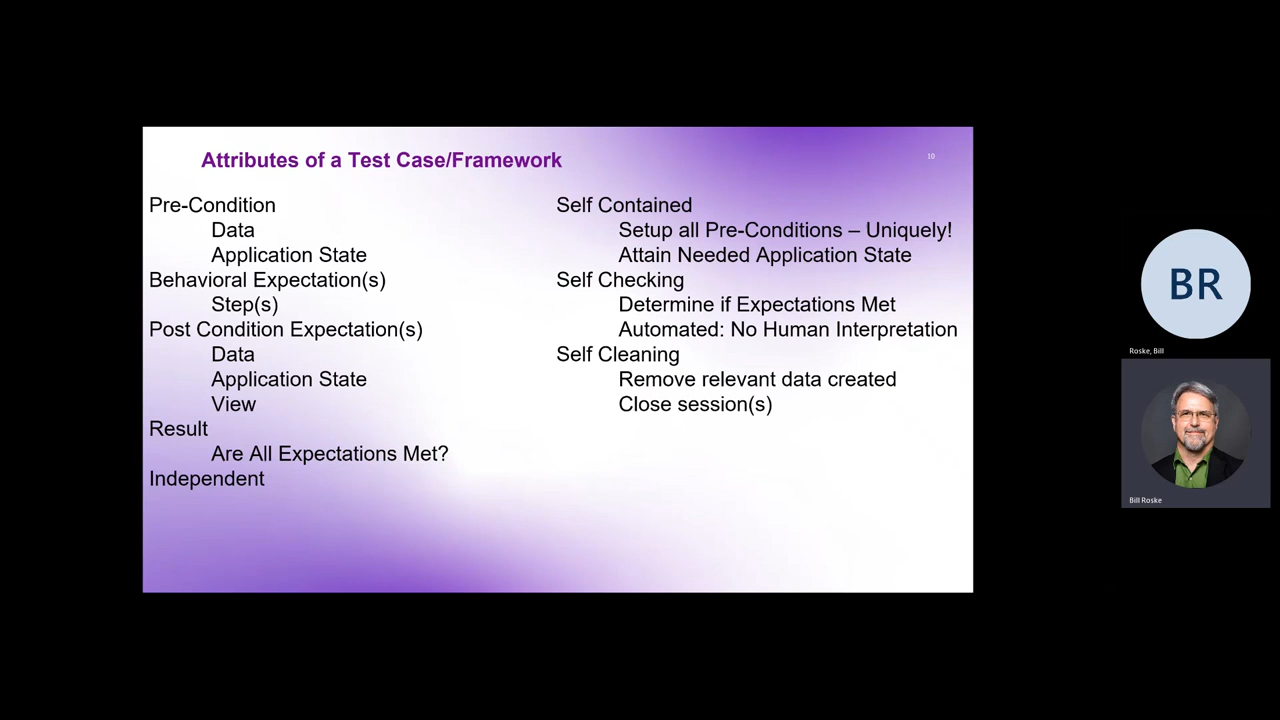 Attributes of a Test Case/Framework
10
Pre-Condition
Data
Application State
Behavioral Expectation(s)
Step(s)
Post Condition Expectation(s)
Data
Application State
View
Result
Are All Expectations Met?
Independent
Self Contained
Setup all Pre-Conditions – Uniquely!
Attain Needed Application State
Self Checking
Determine if Expectations Met
Automated: No Human Interpretation
Self Cleaning
Remove relevant data created
Close session(s)
BR
Roske, Bill
Bill Roske